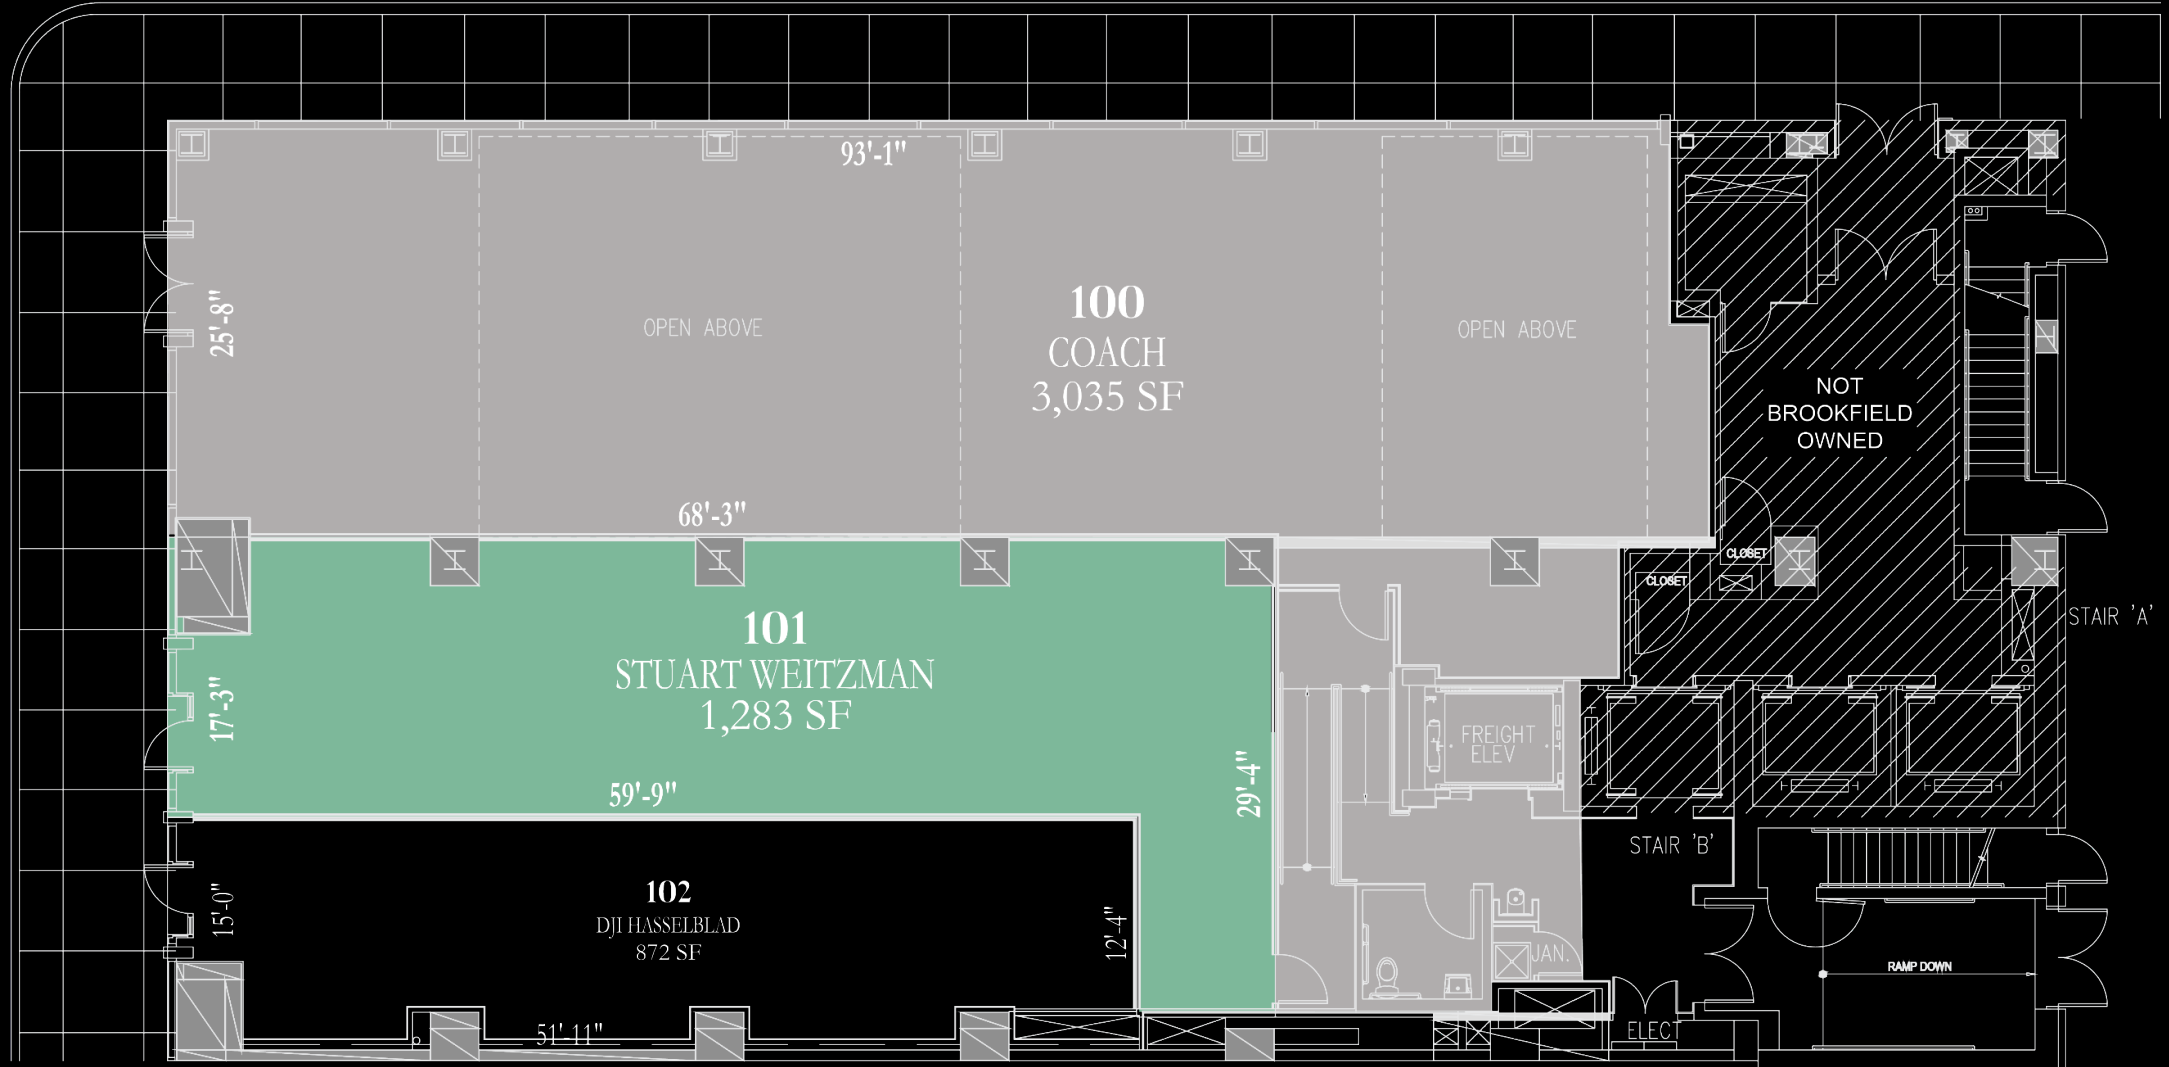 93'-1"
25'-8"
OPEN ABOVE
100
COACH
3,035 SF
OPEN ABOVE
NOT
BROOKFIELD
OWNED
68'-3"
CLOSET
CLOSET
STAIR 'A'
101
STUART WEITZMAN
1,283 SF
17'-3"
59'-9"
29'-4"
FREIGHT
ELEV
STAIR 'B'
102
DJI HASSELBLAD
872 SF
15'-0"
12'-4"
JAN.
RAMP DOWN
51'-11"
ELECT